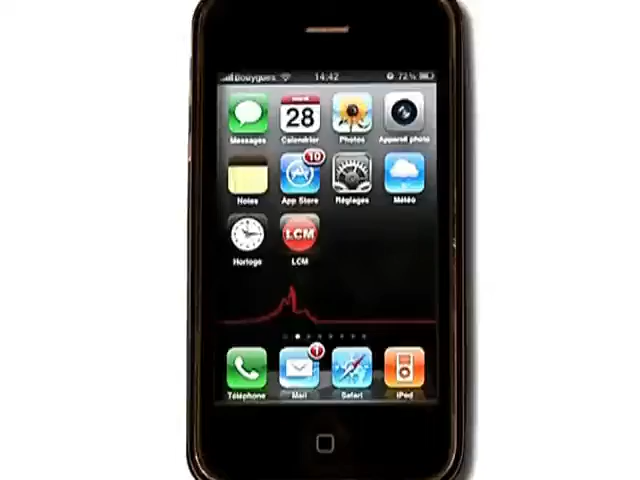 Bouygues 14:42 72%
28
Messages Calendrier Photos Appareil photo
10
Notes App Store Réglages Météo
LCM
Horloge LCM
1
Téléphone Mail Safari iPod